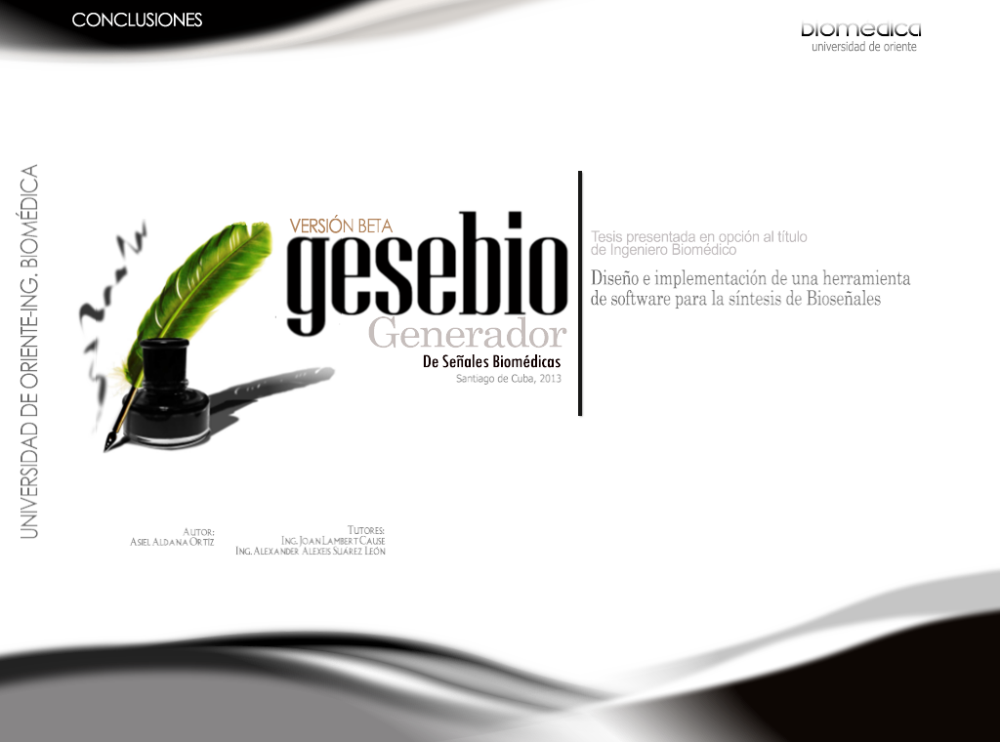 CONCLUSIONES
biomedica
universidad de oriente
UNIVERSIDAD DE ORIENTE-ING. BIOMÉDICA
VERSIÓN BETA
gesebio
Generador
De Señales Biomédicas
Santiago de Cuba, 2013
Tesis presentada en opción al título
de Ingeniero Biomédico
Diseño e implementación de una herramienta
de software para la síntesis de Bioseñales
AUTOR:
ASIEL ALDANA ORTÍZ
TUTORES:
ING. JOAN LAMBERT CAUSE
ING. ALEXANDER ALEXEIS SUÁREZ LEÓN